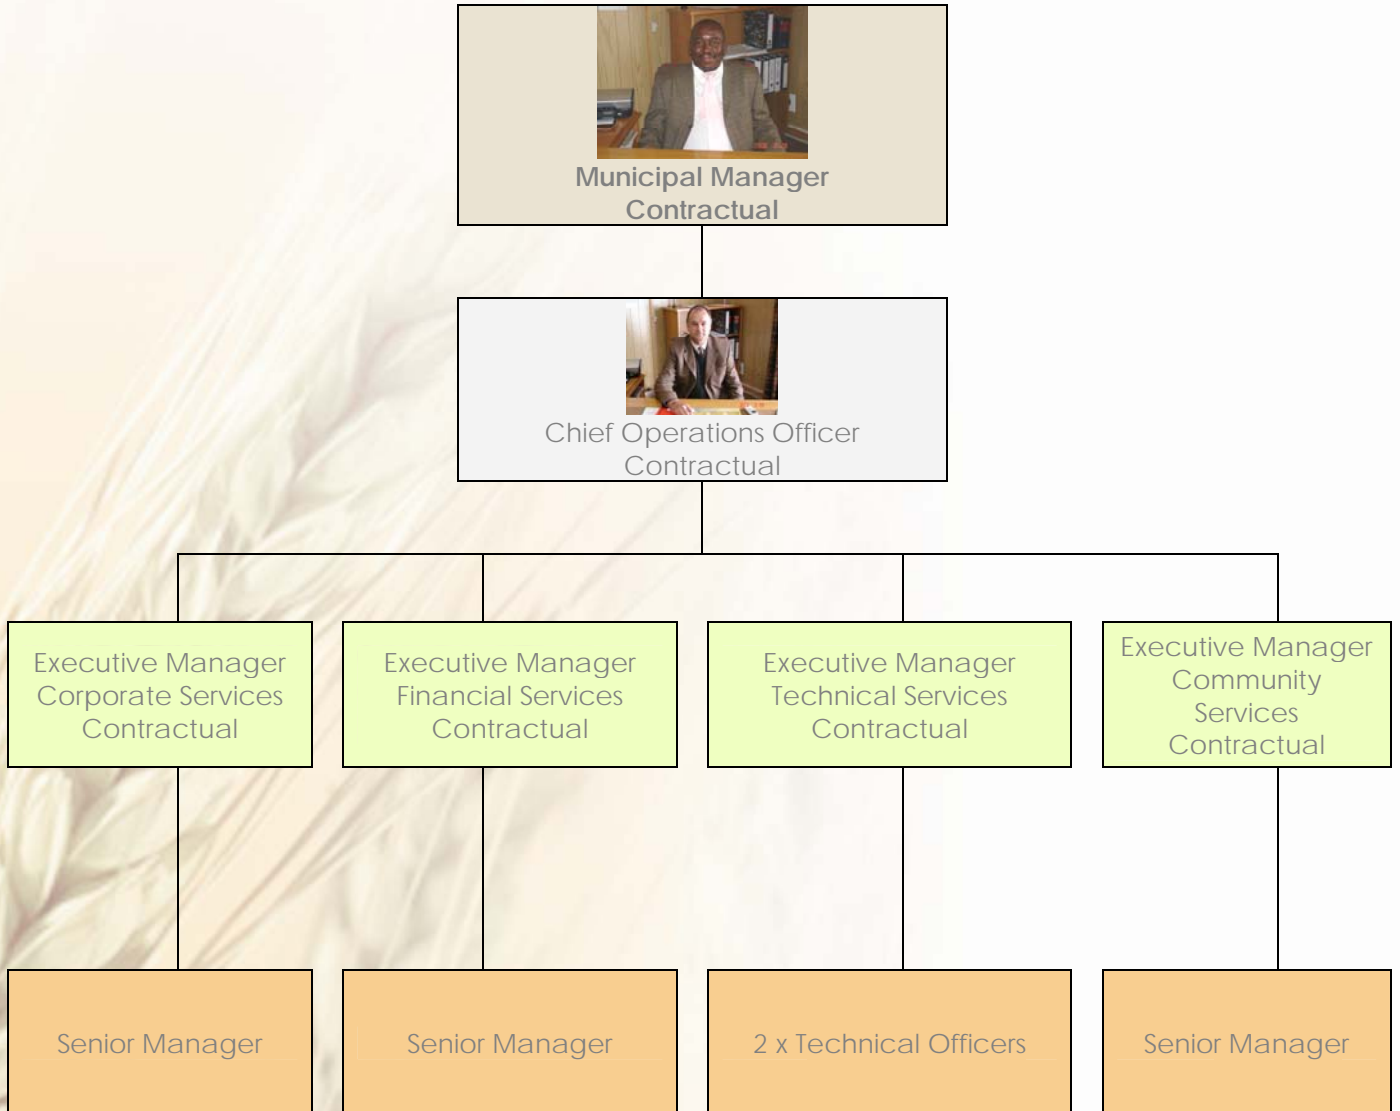 Municipal Manager
Contractual
Chief Operations Officer
Contractual
Executive Manager
Corporate Services
Contractual
Executive Manager
Financial Services
Contractual
Executive Manager
Technical Services
Contractual
Executive Manager
Community
Services
Contractual
Senior Manager
Senior Manager
2 x Technical Officers
Senior Manager